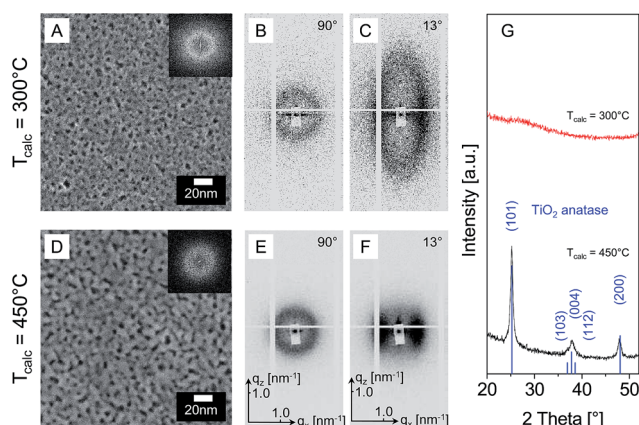 T_calc = 300°C
A
20nm
B
90°
C
13°
T_calc = 450°C
D
20nm
E
90°
q_z [nm⁻¹]
1.0
1.0
F
13°
q_z [nm⁻¹]
1.0
1.0
G
T_calc = 300°C
TiO₂ anatase
T_calc = 450°C
(101)
(103)
(004)
(112)
(200)
Intensity [a.u.]
20
30
40
50
2 Theta [°]